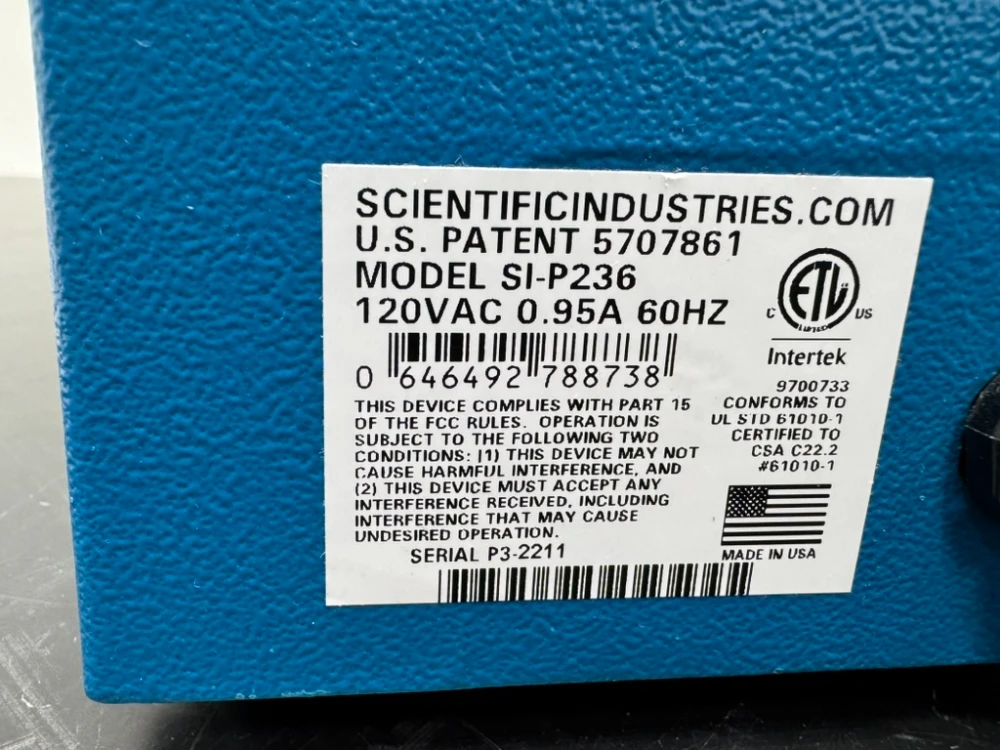 SCIENTIFICINDUSTRIES.COM
U.S. PATENT 5707861
MODEL SI-P236
120VAC 0.95A 60HZ
0 646492 788738
THIS DEVICE COMPLIES WITH PART 15
OF THE FCC RULES. OPERATION IS
SUBJECT TO THE FOLLOWING TWO
CONDITIONS: (1) THIS DEVICE MAY NOT
CAUSE HARMFUL INTERFERENCE, AND
(2) THIS DEVICE MUST ACCEPT ANY
INTERFERENCE RECEIVED, INCLUDING
INTERFERENCE THAT MAY CAUSE
UNDESIRED OPERATION.
SERIAL P3-2211
ETL
C US
LISTED
Intertek
9700733
CONFORMS TO
UL STD 61010-1
CERTIFIED TO
CSA C22.2
#61010-1
MADE IN USA